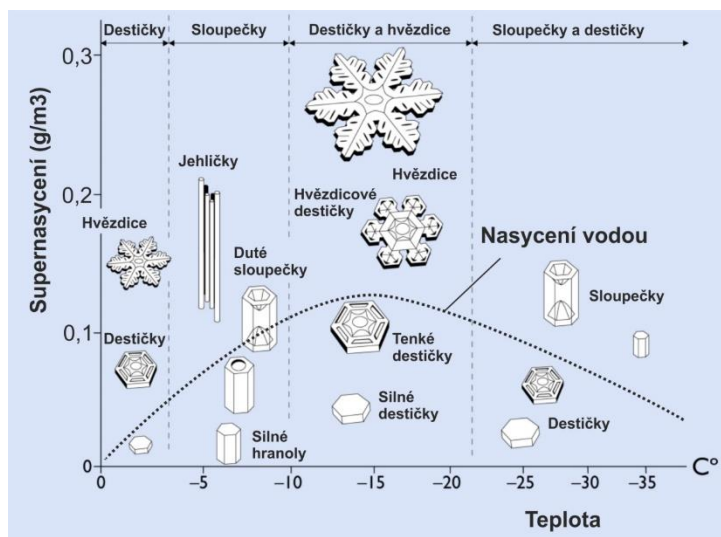 Destičky
Sloupečky
Destičky a hvězdice
Sloupečky a destičky
Supernasycení (g/m3)
0,3
0,2
0,1
0
Hvězdice
Destičky
Jehličky
Duté
sloupečky
Silné
hranoly
Hvězdice
Hvězdicové
destičky
Tenké
destičky
Silné
destičky
Nasycení vodou
Sloupečky
Destičky
0
−5
−10
−15
−20
−25
−30
−35
C°
Teplota